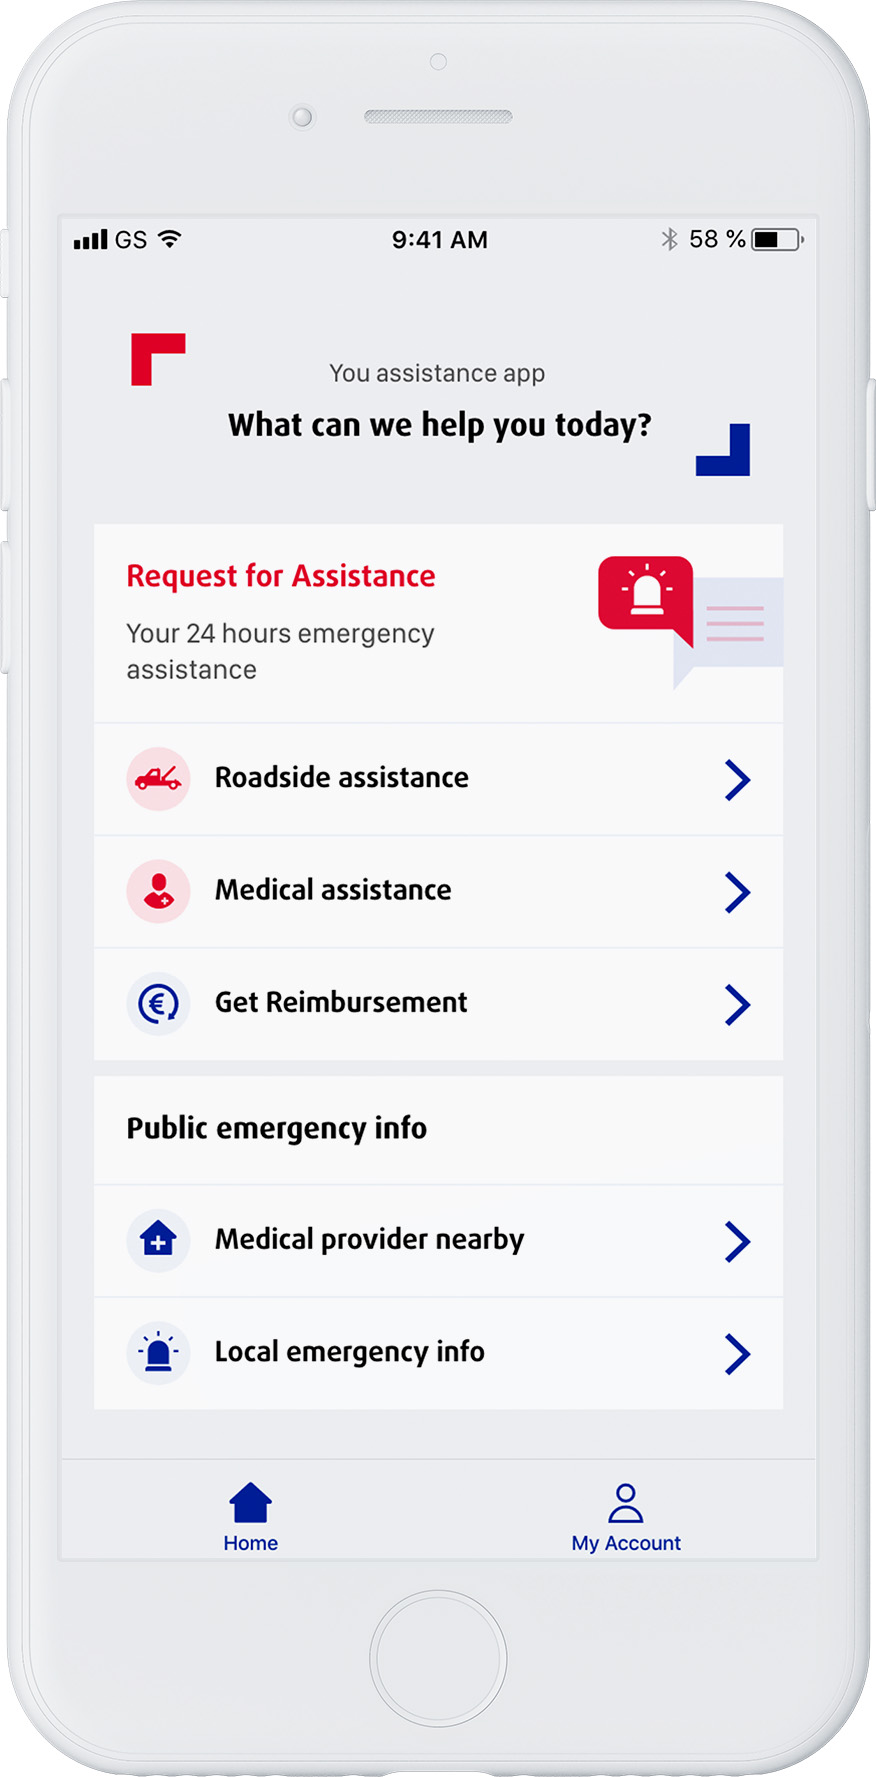 GS 9:41 AM 58 %
You assistance app
What can we help you today?
Request for Assistance
Your 24 hours emergency
assistance
Roadside assistance
Medical assistance
Get Reimbursement
Public emergency info
Medical provider nearby
Local emergency info
Home My Account